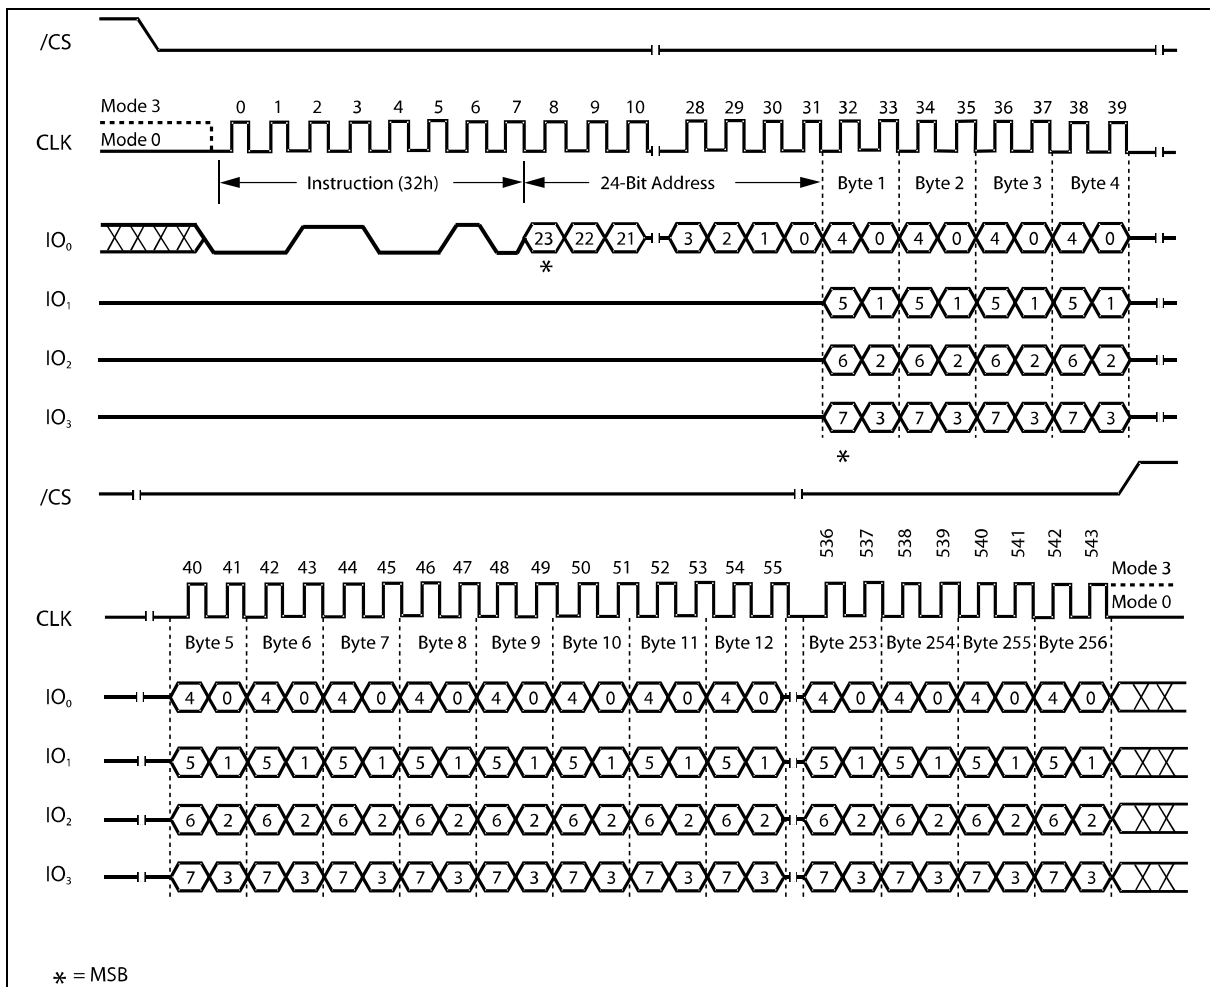 /CS
Mode 3
0 1 2 3 4 5 6 7 8 9 10 28 29 30 31 32 33 34 35 36 37 38 39
CLK
Mode 0
Instruction (32h) 24-Bit Address Byte 1 Byte 2 Byte 3 Byte 4
IO₀ 23 22 21 3 2 1 0 4 0 4 0 4 0 4 0
*
IO₁ 5 1 5 1 5 1 5 1
IO₂ 6 2 6 2 6 2 6 2
IO₃ 7 3 7 3 7 3 7 3
*
/CS
536 537 538 539 540 541 542 543
40 41 42 43 44 45 46 47 48 49 50 51 52 53 54 55 Mode 3
CLK Mode 0
Byte 5 Byte 6 Byte 7 Byte 8 Byte 9 Byte 10 Byte 11 Byte 12 Byte 253 Byte 254 Byte 255 Byte 256
IO₀ 4 0 4 0 4 0 4 0 4 0 4 0 4 0 4 0 4 0 4 0 4 0 4 0
IO₁ 5 1 5 1 5 1 5 1 5 1 5 1 5 1 5 1 5 1 5 1 5 1 5 1
IO₂ 6 2 6 2 6 2 6 2 6 2 6 2 6 2 6 2 6 2 6 2 6 2 6 2
IO₃ 7 3 7 3 7 3 7 3 7 3 7 3 7 3 7 3 7 3 7 3 7 3 7 3
* = MSB